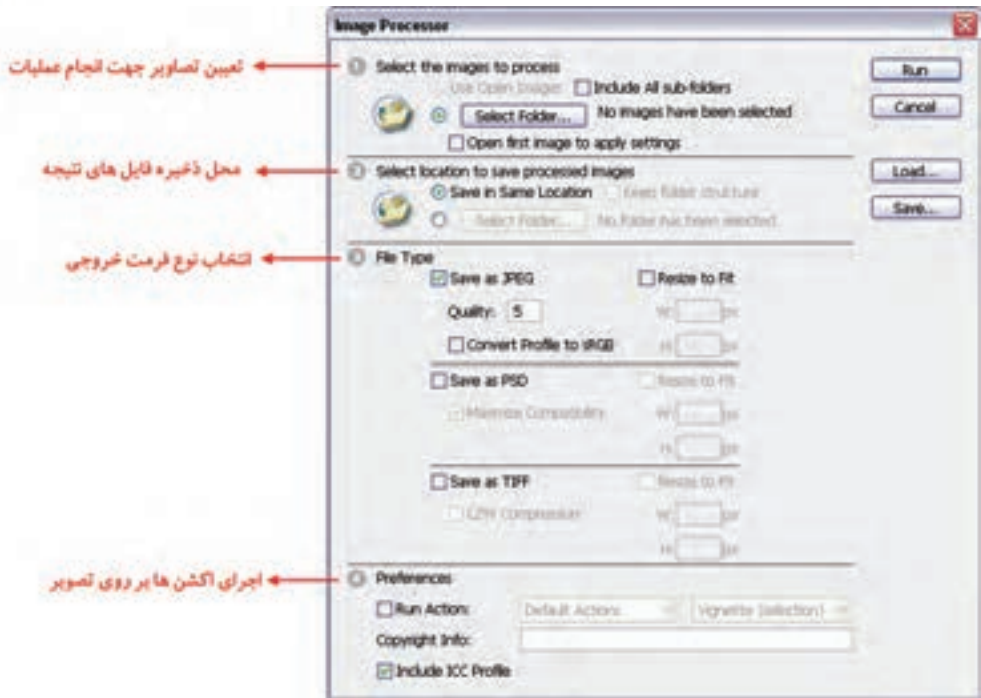 Image Processor
تعیین تصاویر جهت انجام عملیات
Select the images to process
Run
Use Open Images
Include All sub-folders
Select Folder...
No images have been selected
Cancel
Open first image to apply settings
محل ذخیره فایل های نتیجه
Select location to save processed images
Load...
Save in Same Location
Keep folder structure
Save...
Select Folder...
No folder has been selected
انتخاب نوع فرمت خروجی
File Type
Save as JPEG
Resize to Fit
Quality: 5
W: px
Convert Profile to sRGB
H: px
Save as PSD
Resize to Fit
Maximize Compatibility
W: px
H: px
Save as TIFF
Resize to Fit
LZW Compression
W: px
H: px
اجرای اکشن ها بر روی تصویر
Preferences
Run Action:
Default Actions
Vignette (selection)
Copyright Info:
Include ICC Profile